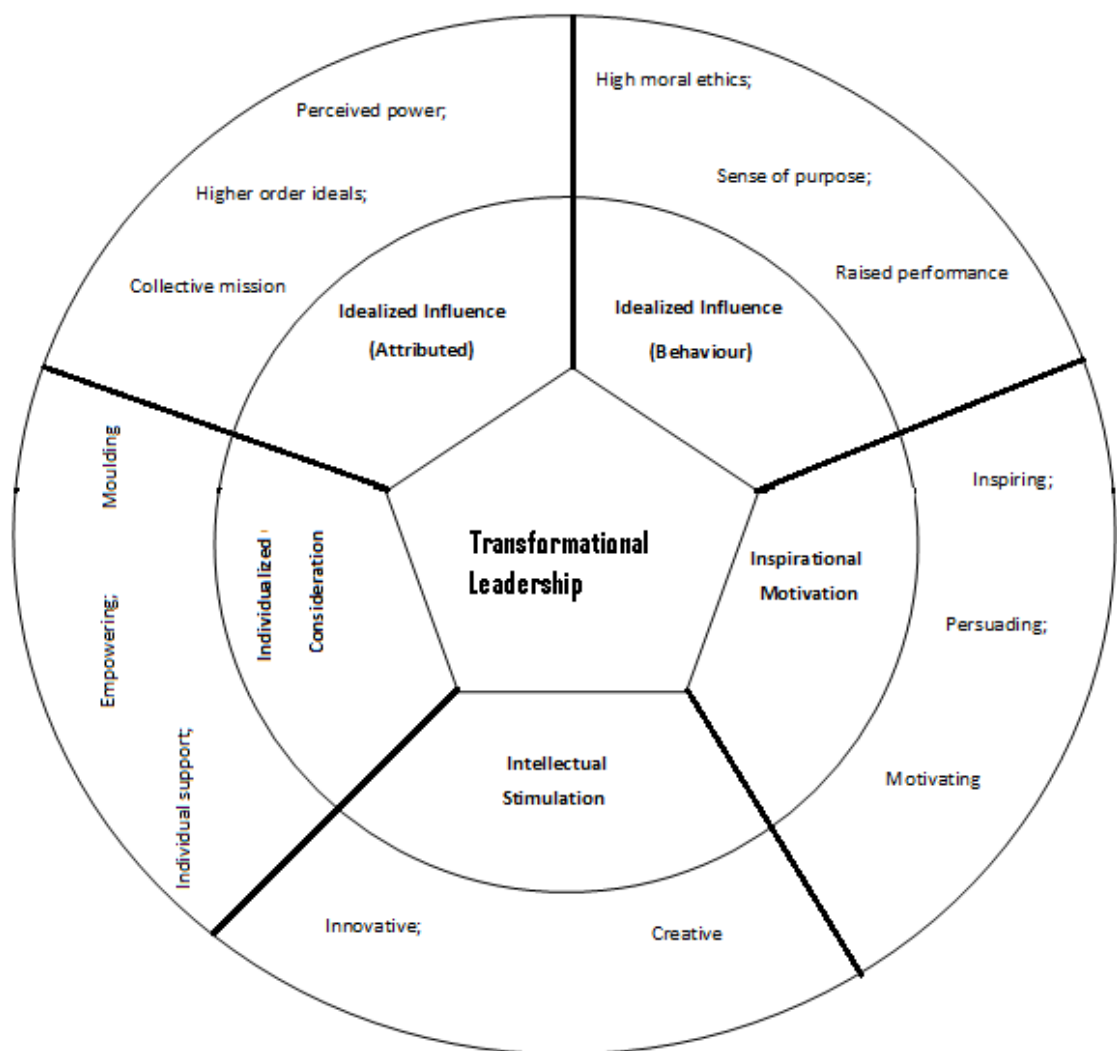 High moral ethics;
Perceived power;
Sense of purpose;
Higher order ideals;
Raised performance
Collective mission
Idealized Influence
(Attributed)
Idealized Influence
(Behaviour)
Moulding
Empowering;
Individual support;
Individualized
Consideration
Transformational
Leadership
Inspirational
Motivation
Inspiring;
Persuading;
Motivating
Intellectual
Stimulation
Innovative;
Creative